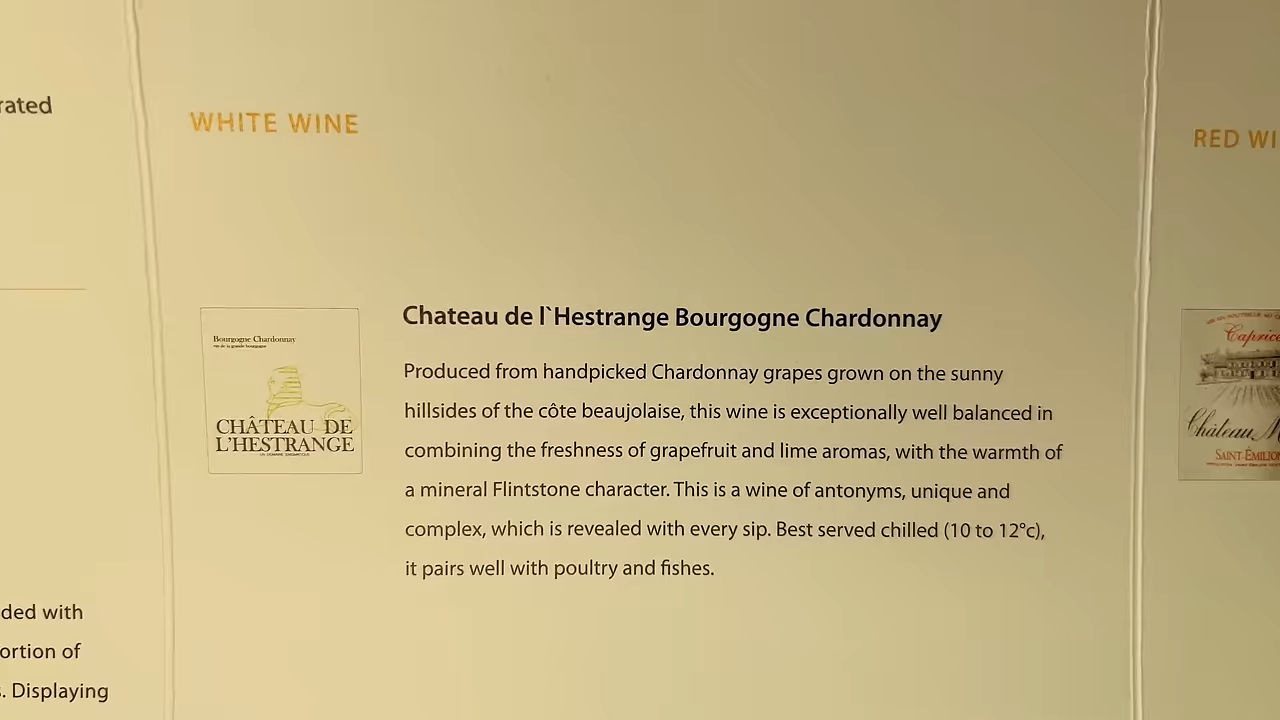 rated
ded with
ortion of
s. Displaying
WHITE WINE
Bourgogne Chardonnay
CHÂTEAU DE
L'HESTRANGE
Chateau de l`Hestrange Bourgogne Chardonnay
Produced from handpicked Chardonnay grapes grown on the sunny
hillsides of the côte beaujolaise, this wine is exceptionally well balanced in
combining the freshness of grapefruit and lime aromas, with the warmth of
a mineral Flintstone character. This is a wine of antonyms, unique and
complex, which is revealed with every sip. Best served chilled (10 to 12°c),
it pairs well with poultry and fishes.
RED WI
Caprice
Château M
SAINT-ÉMILION